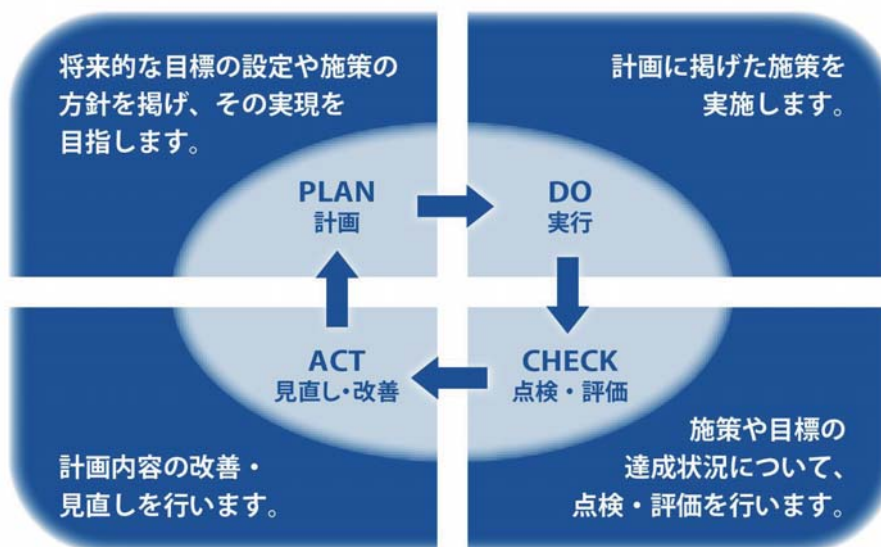 将来的な目標の設定や施策の
方針を掲げ、その実現を
目指します。
計画に掲げた施策を
実施します。
PLAN
計画
DO
実行
ACT
見直し・改善
CHECK
点検・評価
計画内容の改善・
見直しを行います。
施策や目標の
達成状況について、
点検・評価を行います。